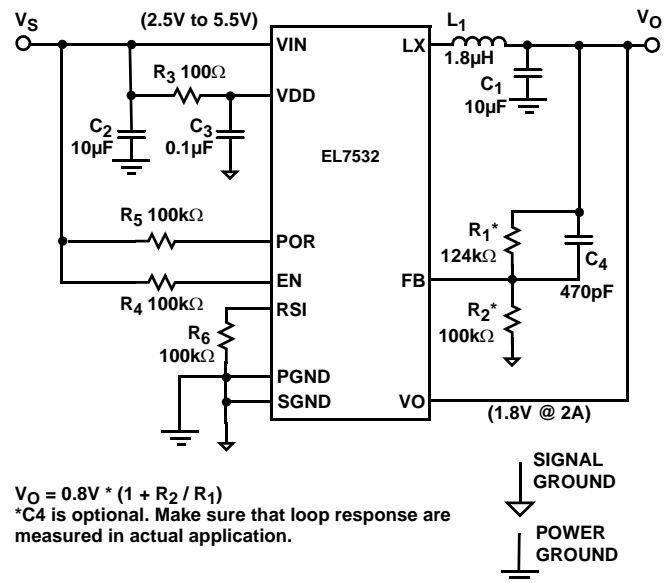 VS (2.5V to 5.5V) L1 VO
VIN LX
1.8µH
R3 100Ω
C1
10µF
VDD
C2
10µF
C3
0.1µF
EL7532
R5 100kΩ
POR
R1*
124kΩ
C4
470pF
EN FB
R4 100kΩ
RSI
R2*
100kΩ
R6
100kΩ
PGND
SGND VO
(1.8V @ 2A)
SIGNAL
GROUND
VO = 0.8V * (1 + R2 / R1)
*C4 is optional. Make sure that loop response are
measured in actual application.
POWER
GROUND